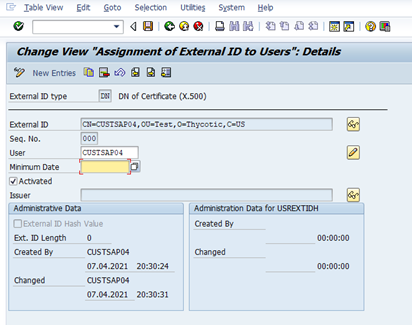 Table View Edit Goto Selection Utilities System Help
Change View "Assignment of External ID to Users": Details
New Entries
External ID type DN DN of Certificate (X.500)
External ID CN=CUSTSAP04,OU=Test,O=Thycotic,C=US
Seq. No. 000
User CUSTSAP04
Minimum Date
Activated
Issuer
Administrative Data
External ID Hash Value
Ext. ID Length 0
Created By CUSTSAP04
07.04.2021 20:30:24
Changed CUSTSAP04
07.04.2021 20:30:31
Administration Data for USREXTIDH
Created By
00:00:00
Changed
00:00:00